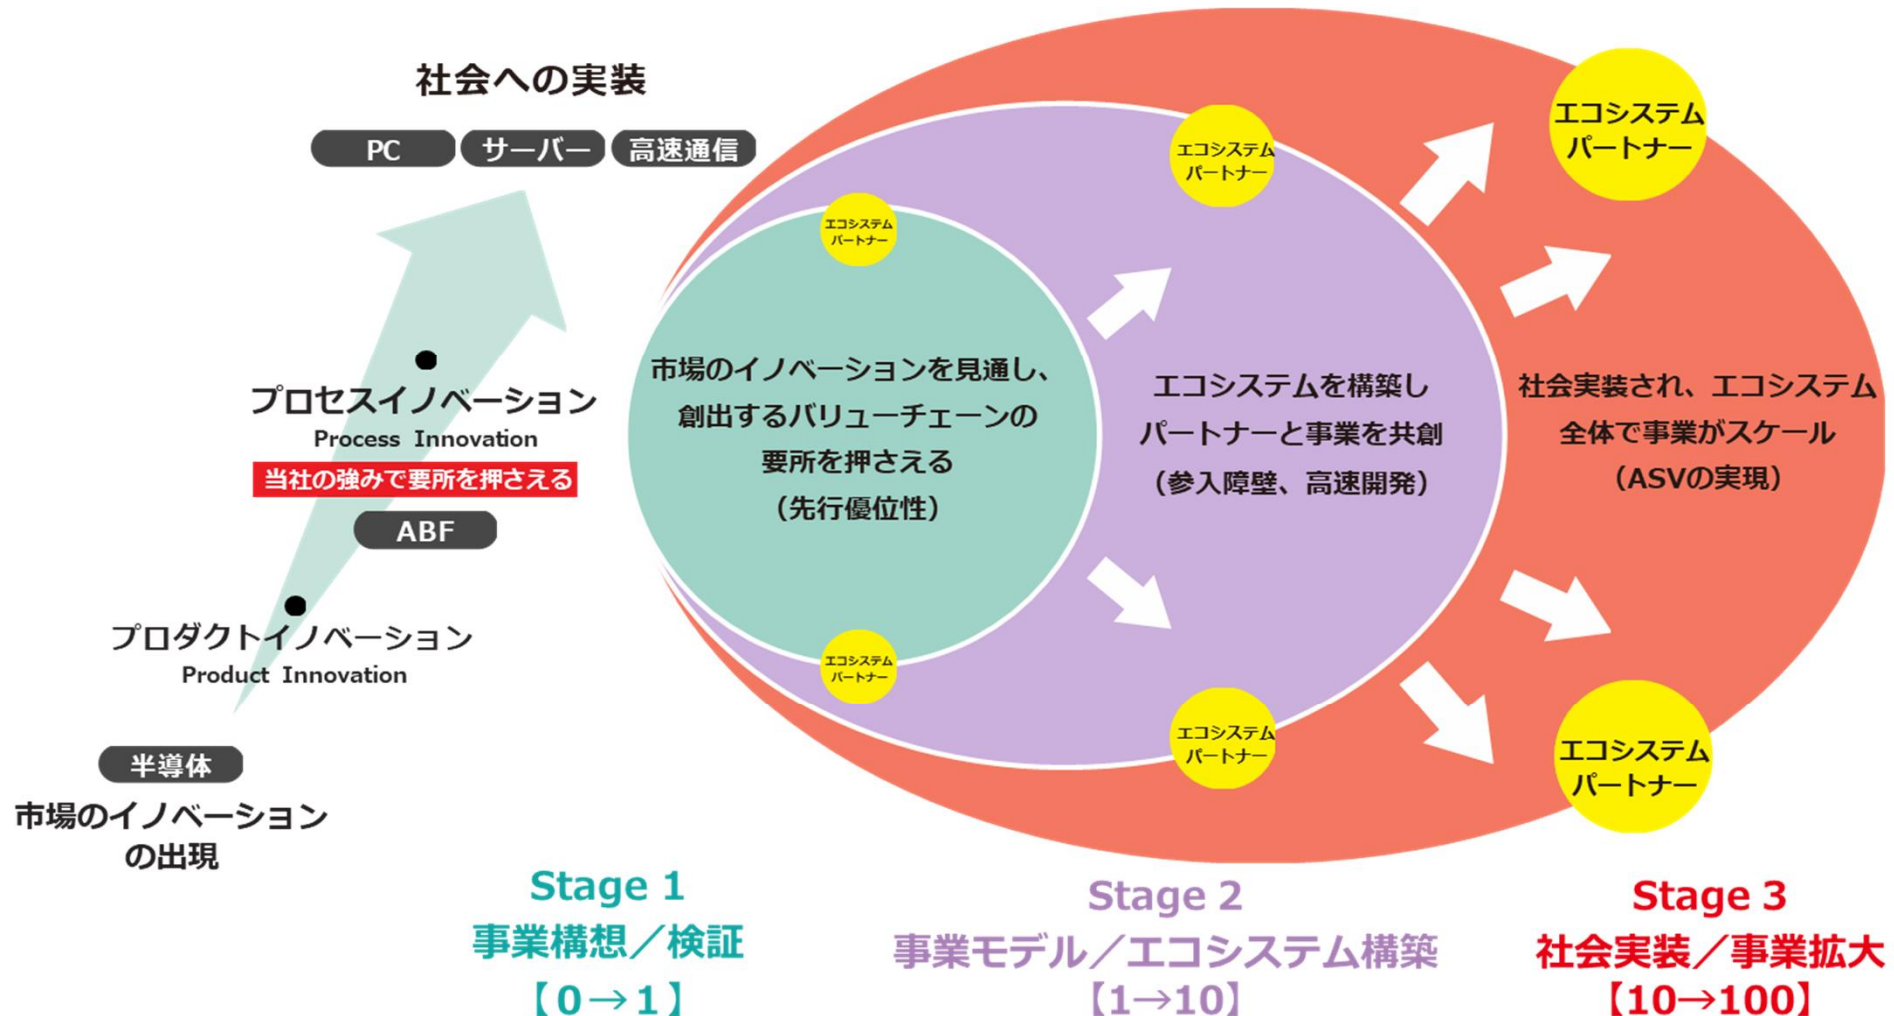 社会への実装
PC
サーバー
高速通信
プロセスイノベーション
Process Innovation
当社の強みで要所を押さえる
ABF
プロダクトイノベーション
Product Innovation
半導体
市場のイノベーション
の出現
エコシステム
パートナー
市場のイノベーションを見通し、
創出するバリューチェーンの
要所を押さえる
（先行優位性）
エコシステム
パートナー
エコシステム
パートナー
エコシステムを構築し
パートナーと事業を共創
（参入障壁、高速開発）
エコシステム
パートナー
エコシステム
パートナー
社会実装され、エコシステム
全体で事業がスケール
（ASVの実現）
エコシステム
パートナー
Stage 1
事業構想／検証
【0→1】
Stage 2
事業モデル／エコシステム構築
【1→10】
Stage 3
社会実装／事業拡大
【10→100】